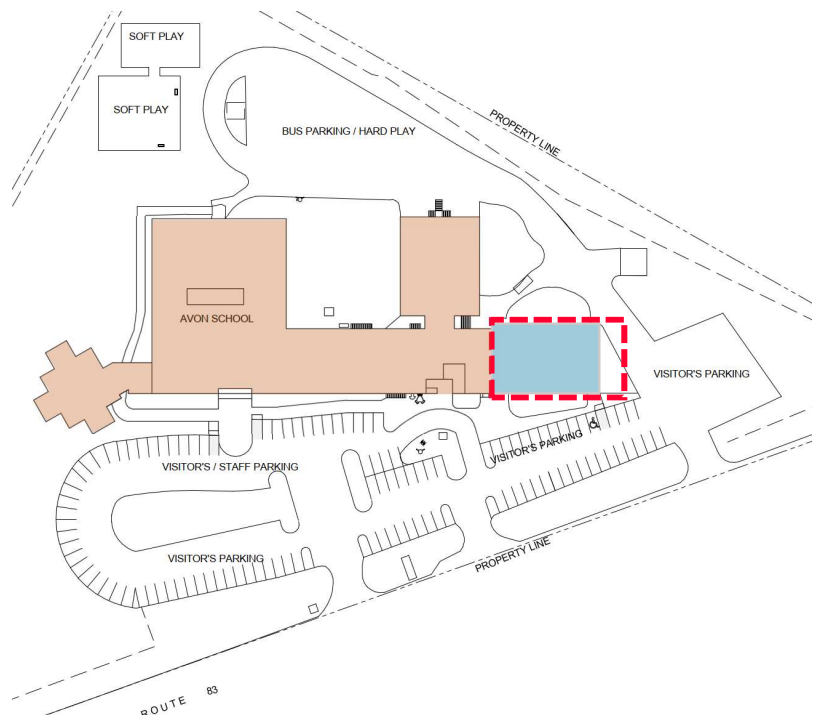 SOFT PLAY
SOFT PLAY
PROPERTY LINE
BUS PARKING / HARD PLAY
AVON SCHOOL
VISITOR'S PARKING
VISITOR'S PARKING
VISITOR'S / STAFF PARKING
VISITOR'S PARKING
PROPERTY LINE
ROUTE 83